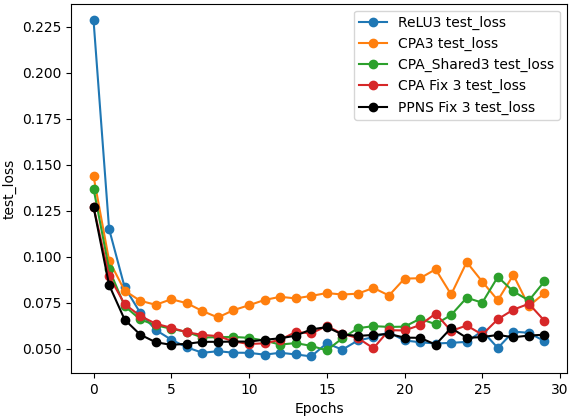 ReLU3 test_loss
CPA3 test_loss
CPA_Shared3 test_loss
CPA Fix 3 test_loss
PPNS Fix 3 test_loss
0.225
0.200
0.175
0.150
0.125
0.100
0.075
0.050
test_loss
0 5 10 15 20 25 30
Epochs